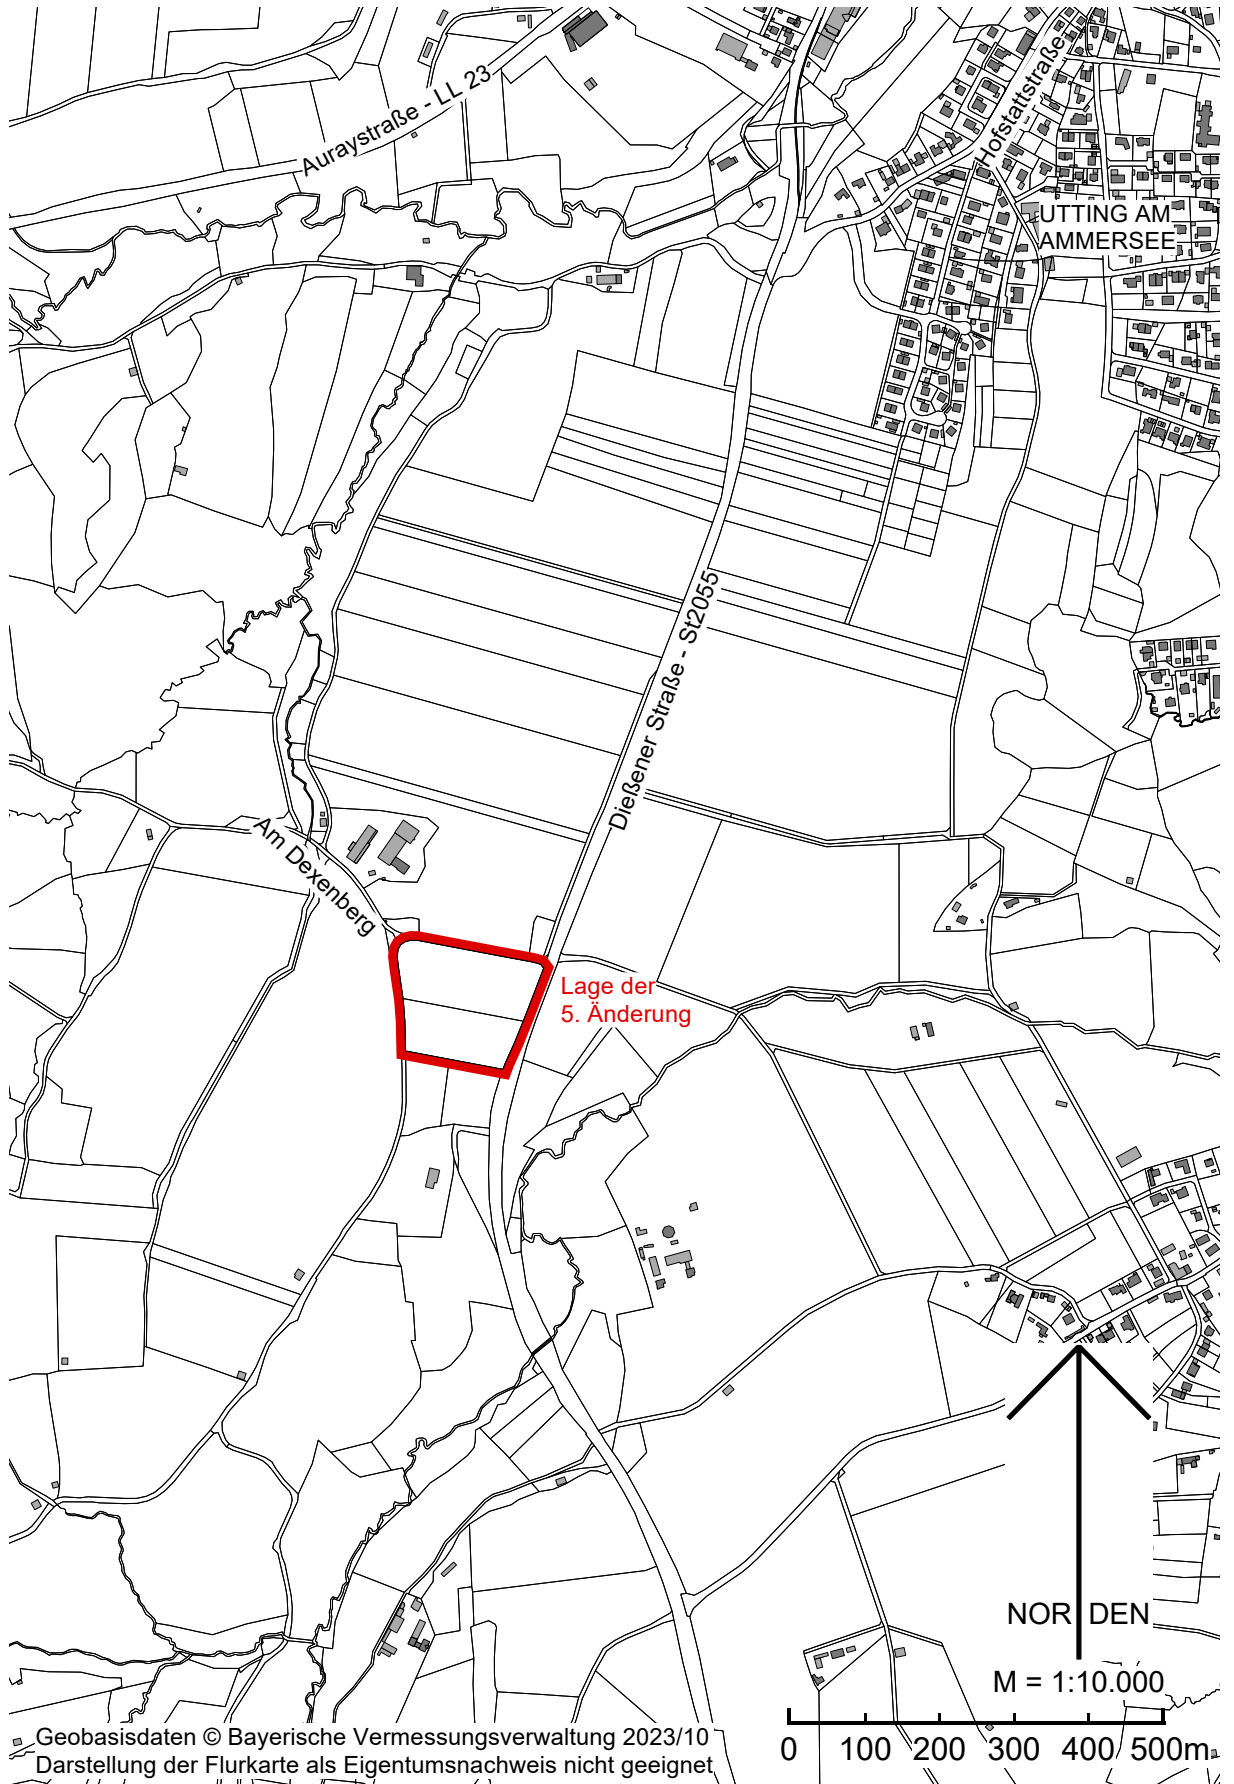 Auraystraße - LL 23
Hofstattstraße
UTTING AM
AMMERSEE
Dießener Straße - St2055
Am Dexenberg
Lage der
5. Änderung
NORDEN
M = 1:10.000
0 100 200 300 400 500m
Geobasisdaten © Bayerische Vermessungsverwaltung 2023/10
Darstellung der Flurkarte als Eigentumsnachweis nicht geeignet